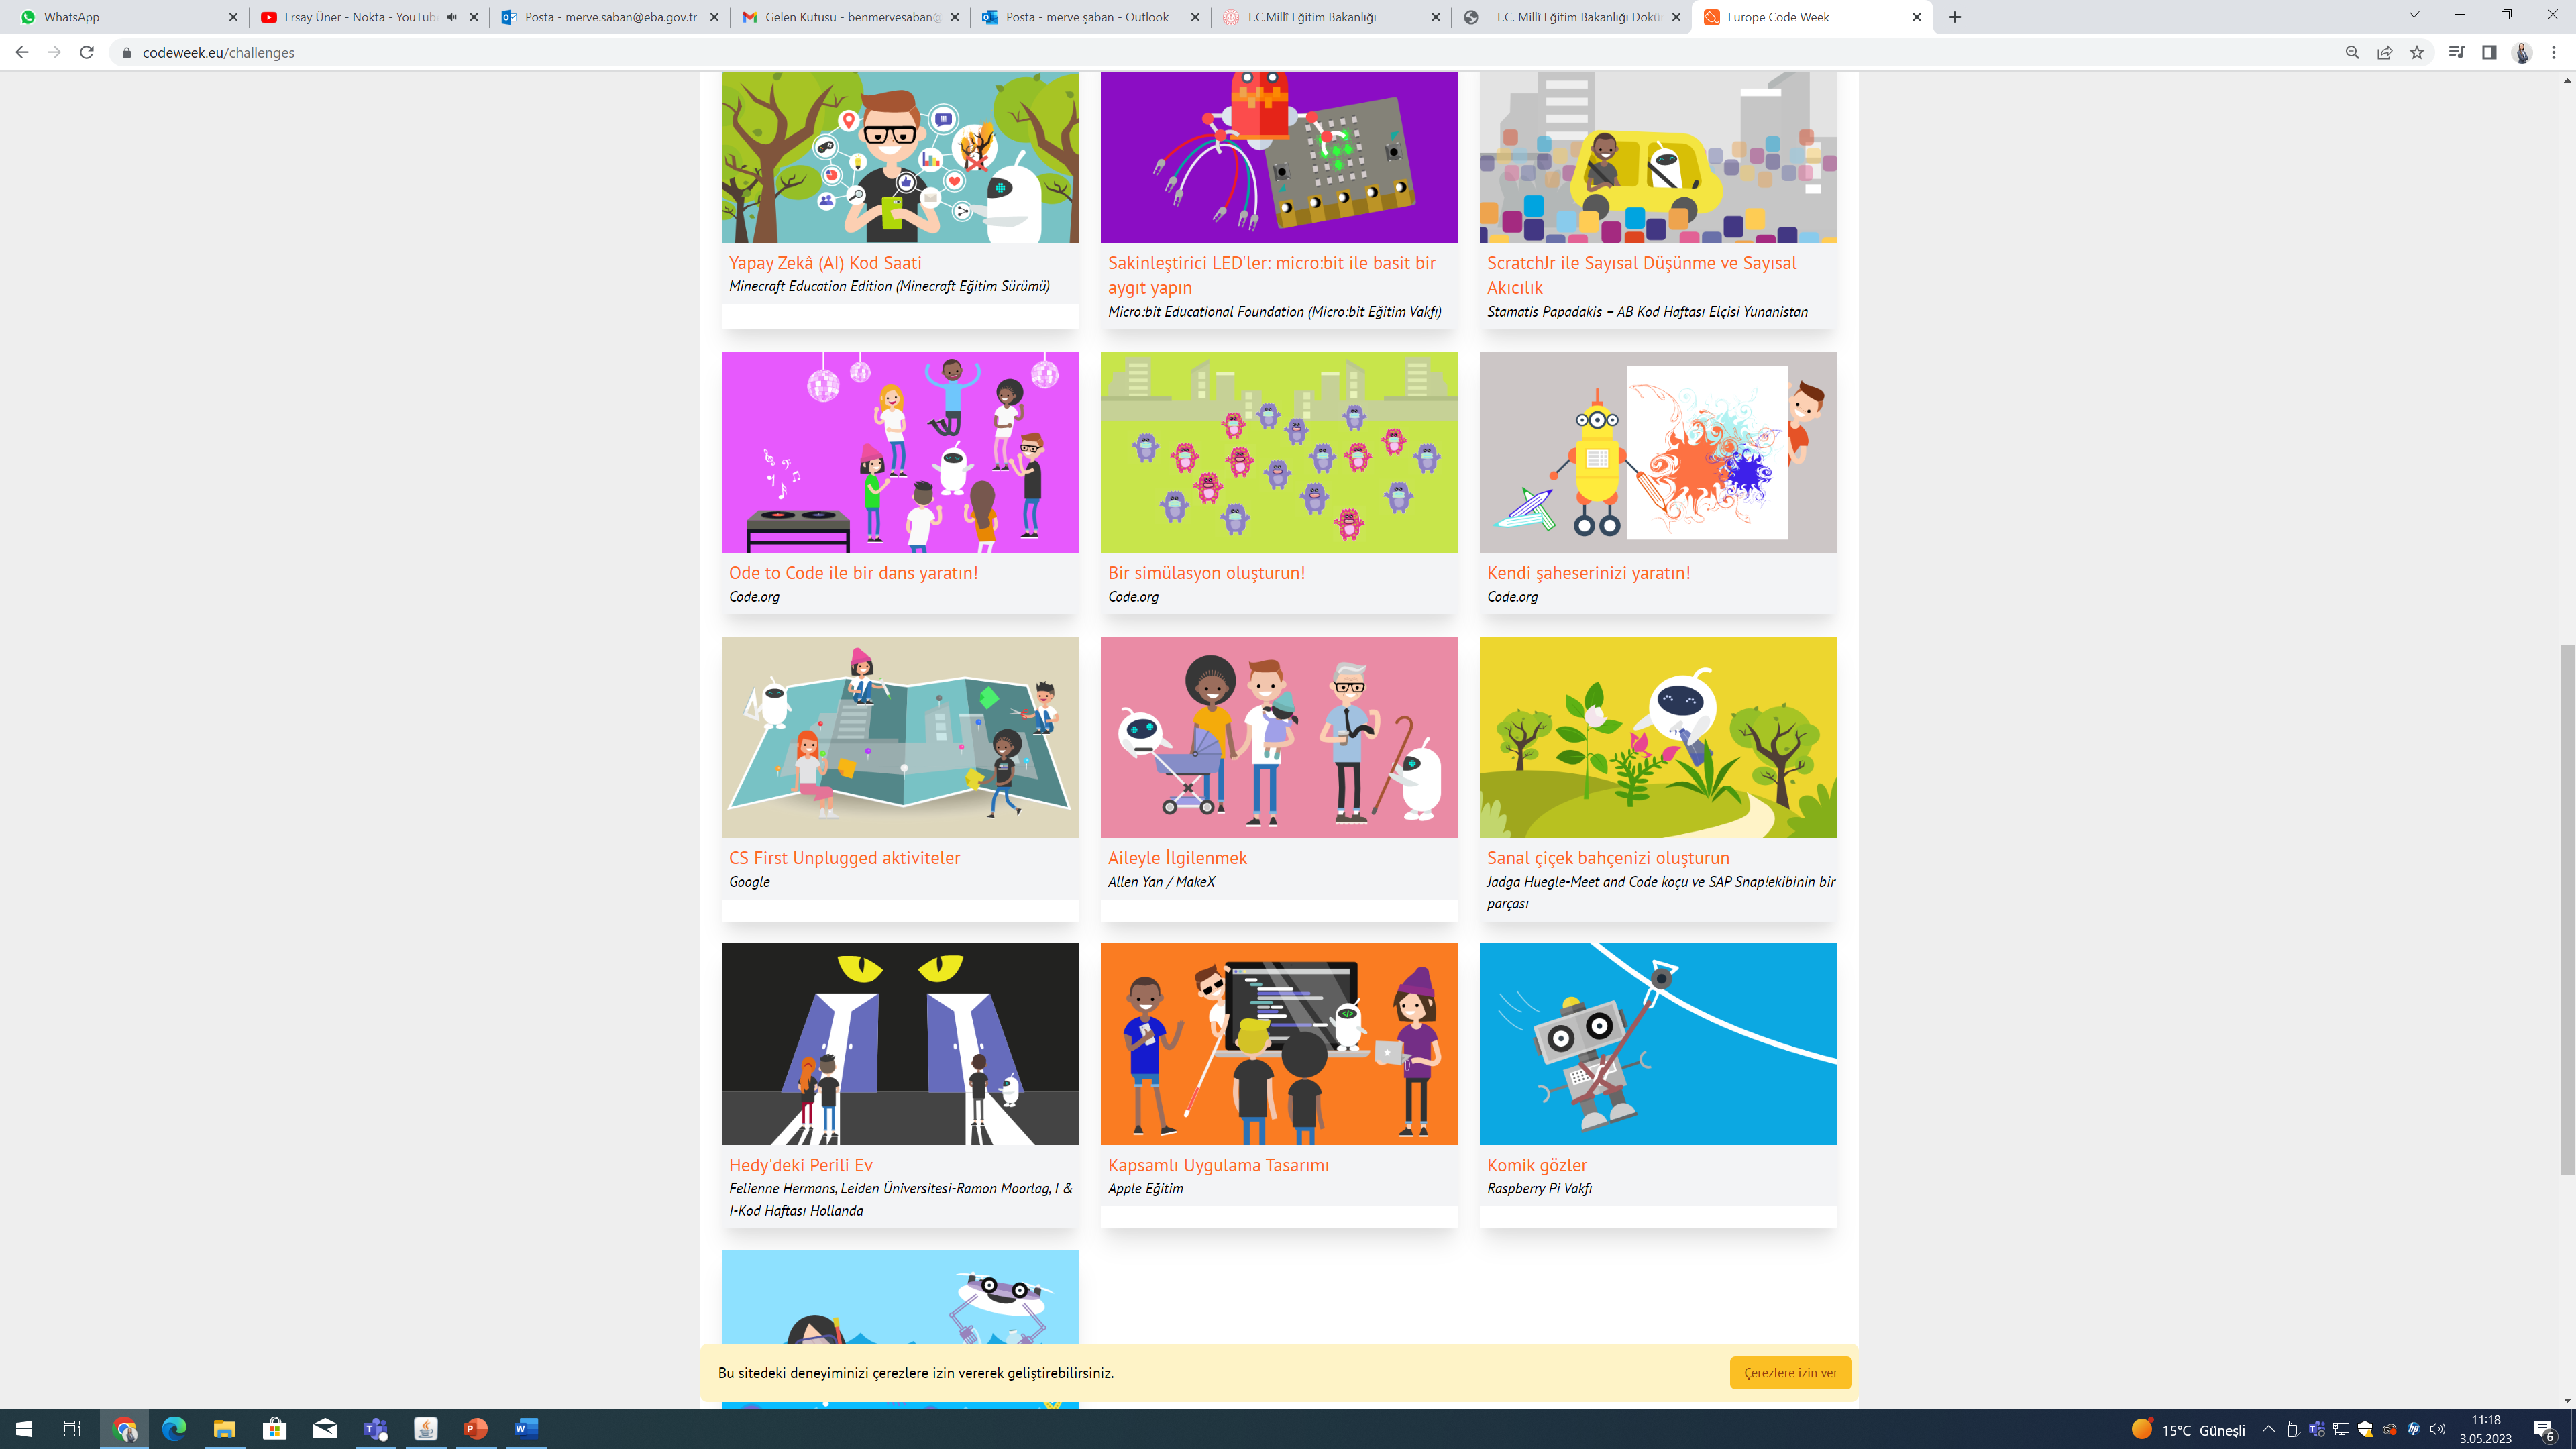 WhatsApp
Ersay Üner - Nokta - YouTube
Posta - merve.saban@eba.gov.tr
Gelen Kutusu - benmervesaban@
Posta - merve şaban - Outlook
T.C.Millî Eğitim Bakanlığı
_ T.C. Millî Eğitim Bakanlığı Dokü
Europe Code Week
codeweek.eu/challenges
Yapay Zekâ (AI) Kod Saati
Minecraft Education Edition (Minecraft Eğitim Sürümü)
Sakinleştirici LED'ler: micro:bit ile basit bir
aygıt yapın
Micro:bit Educational Foundation (Micro:bit Eğitim Vakfı)
ScratchJr ile Sayısal Düşünme ve Sayısal
Akıcılık
Stamatis Papadakis – AB Kod Haftası Elçisi Yunanistan
Ode to Code ile bir dans yaratın!
Code.org
Bir simülasyon oluşturun!
Code.org
Kendi şaheserinizi yaratın!
Code.org
CS First Unplugged aktiviteler
Google
Aileyle İlgilenmek
Allen Yan / MakeX
Sanal çiçek bahçenizi oluşturun
Jadga Huegle-Meet and Code koçu ve SAP Snap!ekibinin bir
parçası
Hedy'deki Perili Ev
Felienne Hermans, Leiden Üniversitesi-Ramon Moorlag, I &
I-Kod Haftası Hollanda
Kapsamlı Uygulama Tasarımı
Apple Eğitim
Komik gözler
Raspberry Pi Vakfı
Bu sitedeki deneyiminizi çerezlere izin vererek geliştirebilirsiniz.
Çerezlere izin ver
15°C Güneşli
11:18
3.05.2023
6